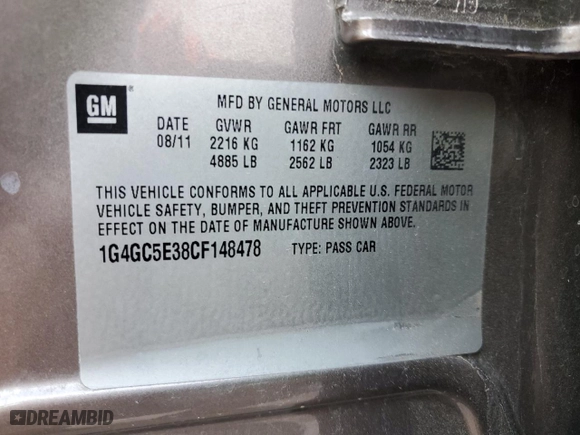 GM
MFD BY GENERAL MOTORS LLC
DATE GVWR GAWR FRT GAWR RR
08/11 2216 KG 1162 KG 1054 KG
4885 LB 2562 LB 2323 LB
THIS VEHICLE CONFORMS TO ALL APPLICABLE U.S. FEDERAL MOTOR
VEHICLE SAFETY, BUMPER, AND THEFT PREVENTION STANDARDS IN
EFFECT ON THE DATE OF MANUFACTURE SHOWN ABOVE.
1G4GC5E38CF148478 TYPE: PASS CAR
DREAMBID